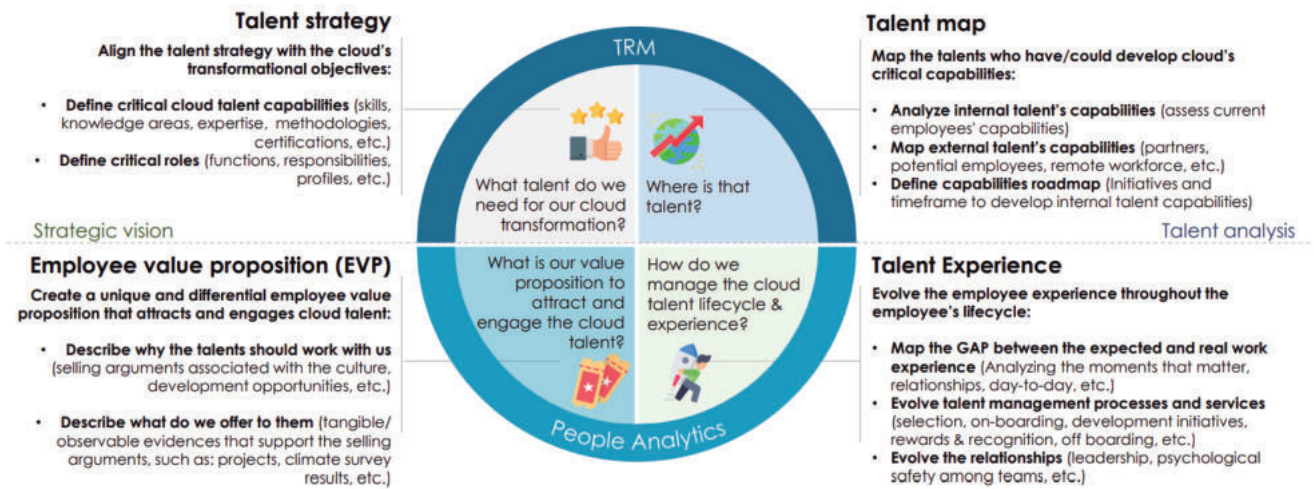 Talent strategy
Align the talent strategy with the cloud's
transformational objectives:
• Define critical cloud talent capabilities (skills,
knowledge areas, expertise, methodologies,
certifications, etc.)
• Define critical roles (functions, responsibilities,
profiles, etc.)
Strategic vision
TRM
What talent do we
need for our cloud
transformation?
Where is that
talent?
Talent map
Map the talents who have/could develop cloud's
critical capabilities:
• Analyze internal talent's capabilities (assess current
employees' capabilities)
• Map external talent's capabilities (partners,
potential employees, remote workforce, etc.)
• Define capabilities roadmap (Initiatives and
timeframe to develop internal talent capabilities)
Talent analysis
Employee value proposition (EVP)
Create a unique and differential employee value
proposition that attracts and engages cloud talent:
• Describe why the talents should work with us
(selling arguments associated with the culture,
development opportunities, etc.)
• Describe what do we offer to them (tangible/
observable evidences that support the selling
arguments, such as: projects, climate survey
results, etc.)
What is our value
proposition to
attract and
engage the cloud
talent?
How do we
manage the cloud
talent lifecycle &
experience?
People Analytics
Talent Experience
Evolve the employee experience throughout the
employee's lifecycle:
• Map the GAP between the expected and real work
experience (Analyzing the moments that matter,
relationships, day-to-day, etc.)
• Evolve talent management processes and services
(selection, on-boarding, development initiatives,
rewards & recognition, off boarding, etc.)
• Evolve the relationships (leadership, psychological
safety among teams, etc.)